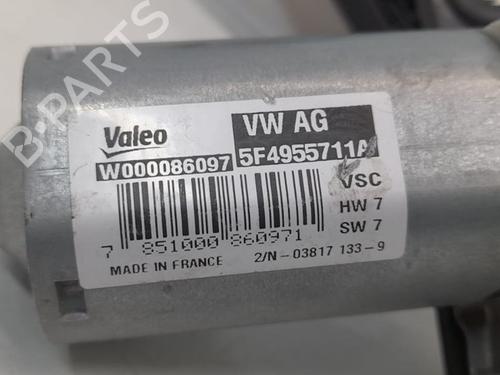 Valeo
VW AG
W000086097
5F4955711A
VSC
HW 7
SW 7
7 851000 860971
MADE IN FRANCE
2/N -03817 133-9
B-PARTS